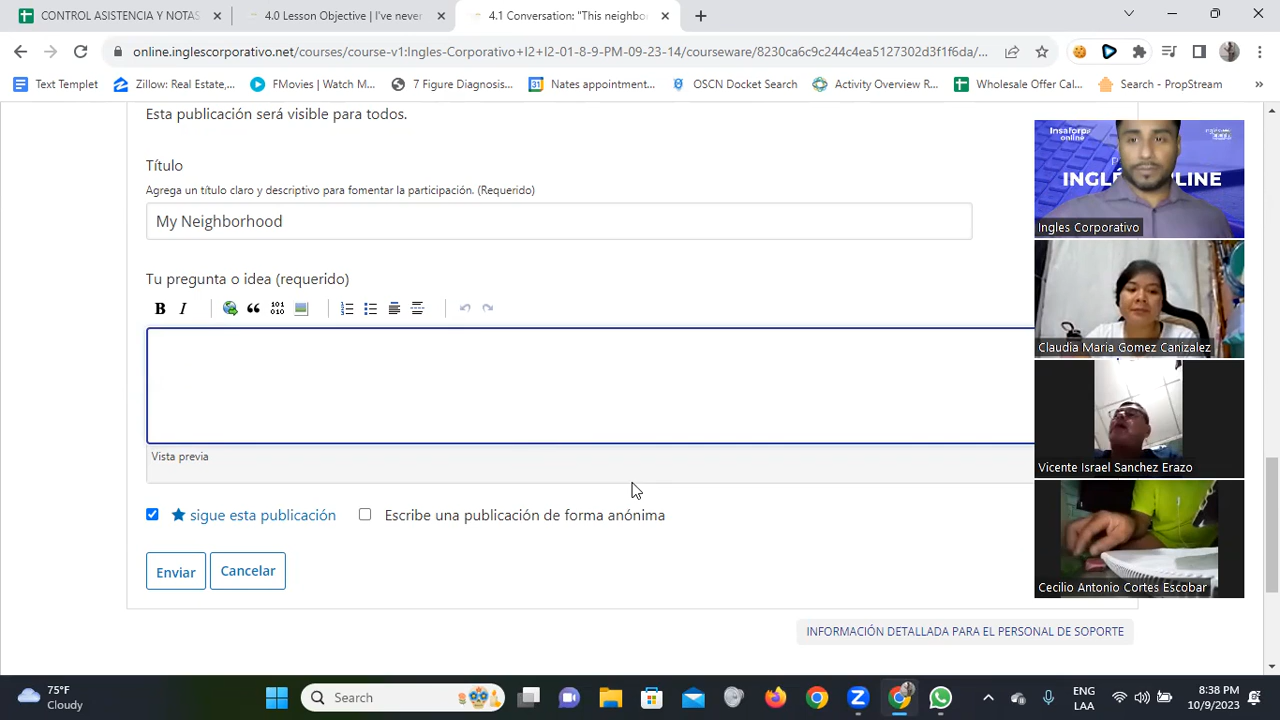 CONTROL ASISTENCIA Y NOTAS
4.0 Lesson Objective | I've never
4.1 Conversation: "This neighbo
online.inglescorporativo.net/courses/course-v1:Ingles-Corporativo+I2+I2-01-8-9-PM-09-23-14/courseware/8230ca6c9c244c4ea5127302d3f1f6da/...
Text Templet
Zillow: Real Estate,...
FMovies | Watch M...
7 Figure Diagnosis...
Nates appointment...
OSCN Docket Search
Activity Overview R...
Wholesale Offer Cal...
Search - PropStream
»
Esta publicación será visible para todos.
Título
Agrega un título claro y descriptivo para fomentar la participación. (Requerido)
My Neighborhood
Tu pregunta o idea (requerido)
B I
Vista previa
sigue esta publicación
Escribe una publicación de forma anónima
Enviar
Cancelar
INFORMACIÓN DETALLADA PARA EL PERSONAL DE SOPORTE
Insaforp
online
INGLÉ
LINE
Ingles Corporativo
Claudia María Gomez Canizalez
Vicente Israel Sanchez Erazo
Cecilio Antonio Cortes Escobar
75°F
Cloudy
Search
ENG
LAA
8:38 PM
10/9/2023